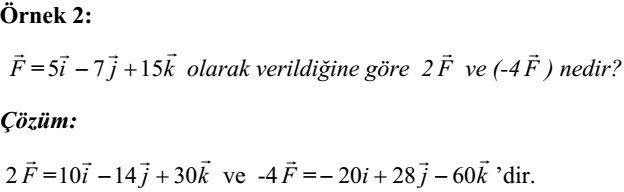 Örnek 2:
$\vec{F} = 5\vec{i} - 7\vec{j} + 15\vec{k}$ olarak verildiğine göre $2\vec{F}$ ve (-4$\vec{F}$) nedir?
Çözüm:
$2\vec{F} = 10\vec{i} - 14\vec{j} + 30\vec{k}$ ve -4$\vec{F} = -20i + 28\vec{j} - 60\vec{k}$ 'dir.